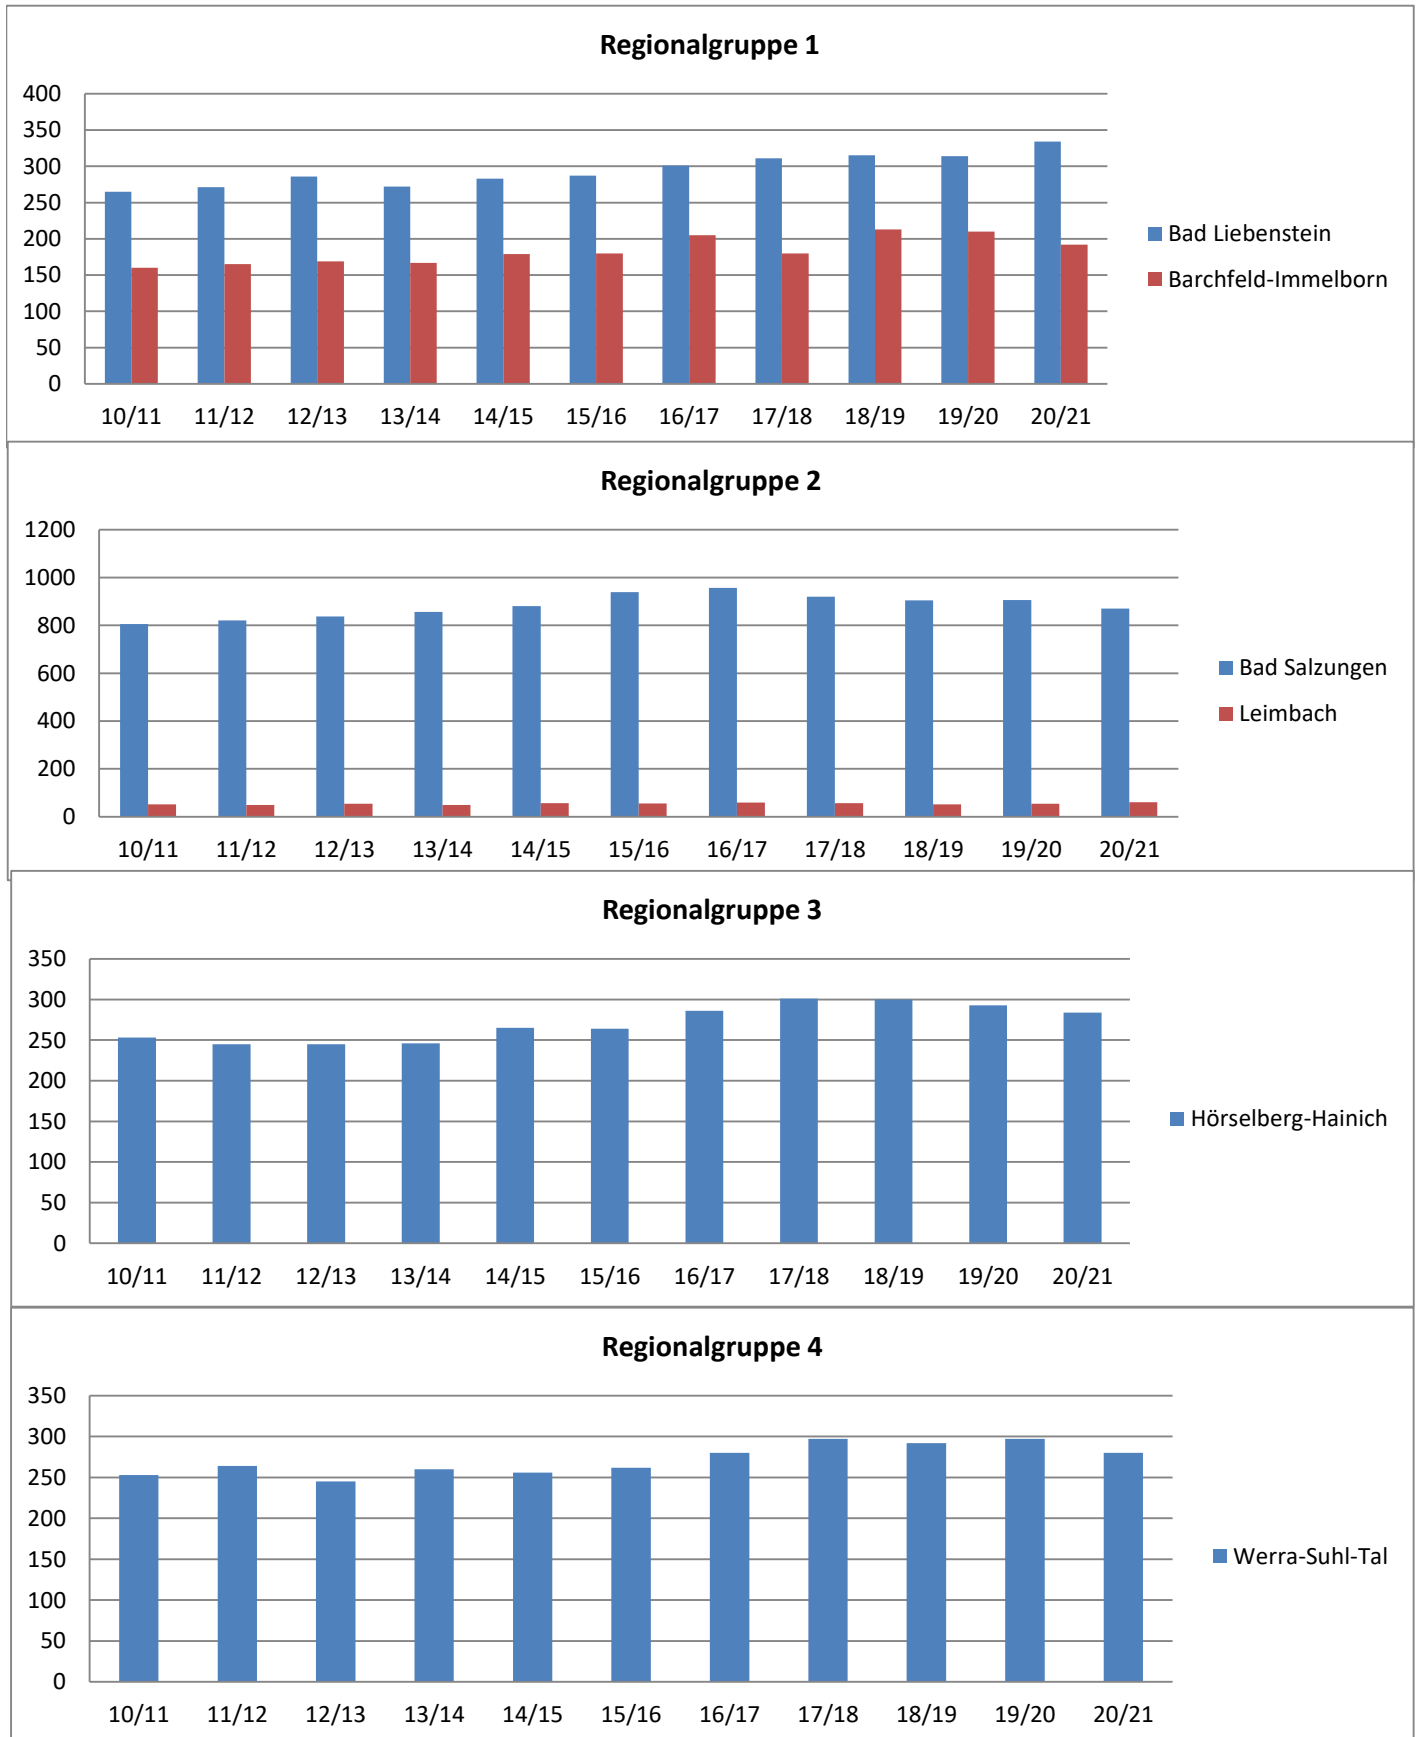 Regionalgruppe 1
400
350
300
250
200
150
100
50
0
10/11 11/12 12/13 13/14 14/15 15/16 16/17 17/18 18/19 19/20 20/21
Bad Liebenstein
Barchfeld-Immelborn
Regionalgruppe 2
1200
1000
800
600
400
200
0
10/11 11/12 12/13 13/14 14/15 15/16 16/17 17/18 18/19 19/20 20/21
Bad Salzungen
Leimbach
Regionalgruppe 3
350
300
250
200
150
100
50
0
10/11 11/12 12/13 13/14 14/15 15/16 16/17 17/18 18/19 19/20 20/21
Hörselberg-Hainich
Regionalgruppe 4
350
300
250
200
150
100
50
0
10/11 11/12 12/13 13/14 14/15 15/16 16/17 17/18 18/19 19/20 20/21
Werra-Suhl-Tal